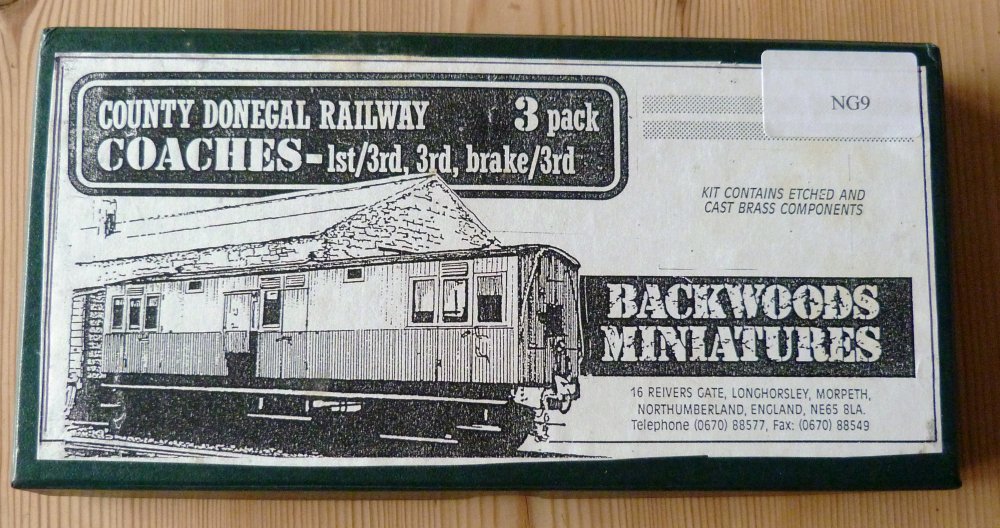 COUNTY DONEGAL RAILWAY 3 pack
COACHES-1st/3rd, 3rd, brake/3rd
NG9
KIT CONTAINS ETCHED AND
CAST BRASS COMPONENTS
BACKWOODS
MINIATURES
16 REIVERS GATE, LONGHORSLEY, MORPETH,
NORTHUMBERLAND, ENGLAND, NE65 8LA.
Telephone (0670) 88577, Fax: (0670) 88549